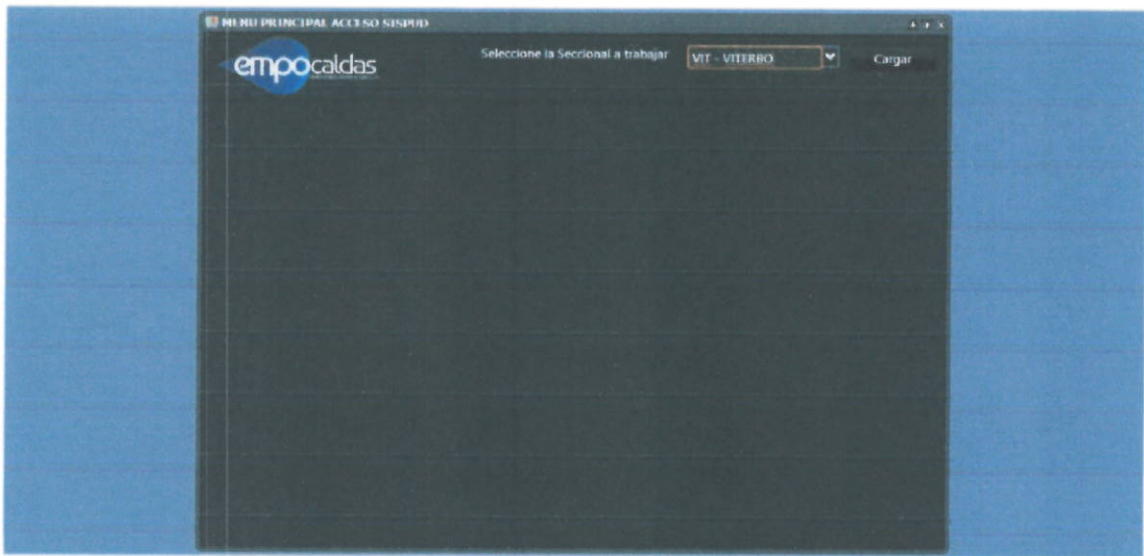 MENU PRINCIPAL ACCESO SISPUD
empocaldas
Seleccione la Seccional a trabajar
VIT - VITERBO
Cargar